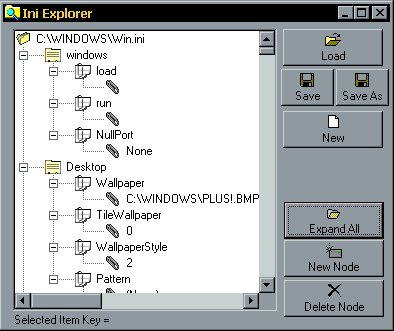 Ini Explorer
C:\WINDOWS\Win.ini
windows
load
run
NullPort
None
Desktop
Wallpaper
C:\WINDOWS\PLUS!.BMP
TileWallpaper
0
WallpaperStyle
2
Pattern
Load
Save
Save As
New
Expand All
New Node
Delete Node
Selected Item Key =